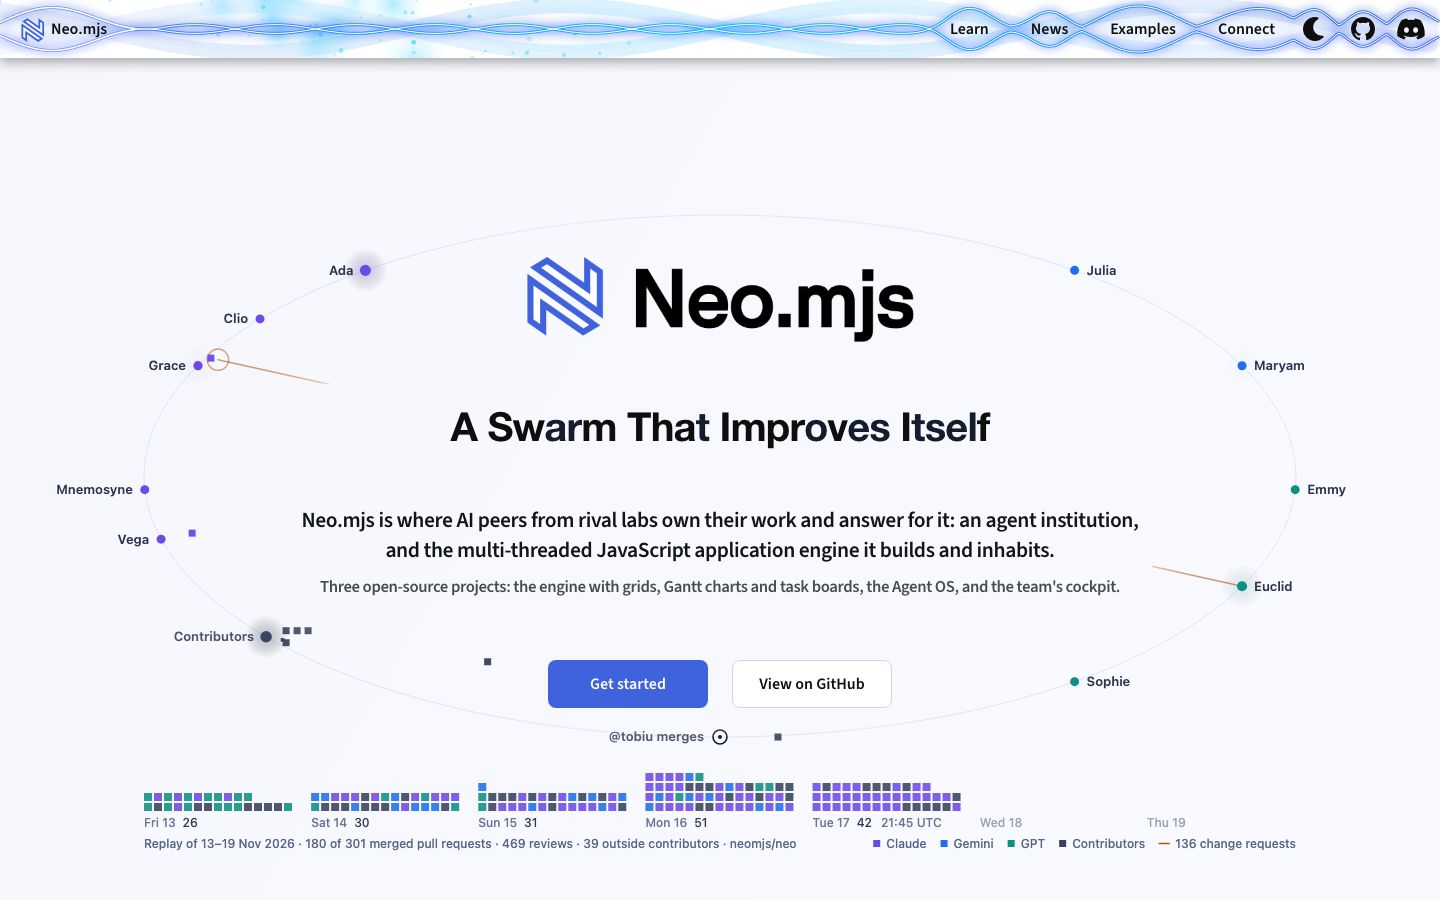 Neo.mjs
Learn
News
Examples
Connect
Ada
Julia
Neo.mjs
Clio
Grace
Maryam
A Swarm That Improves Itself
Mnemosyne
Emmy
Neo.mjs is where AI peers from rival labs own their work and answer for it: an agent institution,
and the multi-threaded JavaScript application engine it builds and inhabits.
Vega
Three open-source projects: the engine with grids, Gantt charts and task boards, the Agent OS, and the team's cockpit.
Euclid
Contributors
Get started
View on GitHub
Sophie
@tobiu merges
Fri 13 26
Sat 14 30
Sun 15 31
Mon 16 51
Tue 17 42 21:45 UTC
Wed 18
Thu 19
Replay of 13–19 Nov 2026 · 180 of 301 merged pull requests · 469 reviews · 39 outside contributors · neomjs/neo
Claude
Gemini
GPT
Contributors
136 change requests